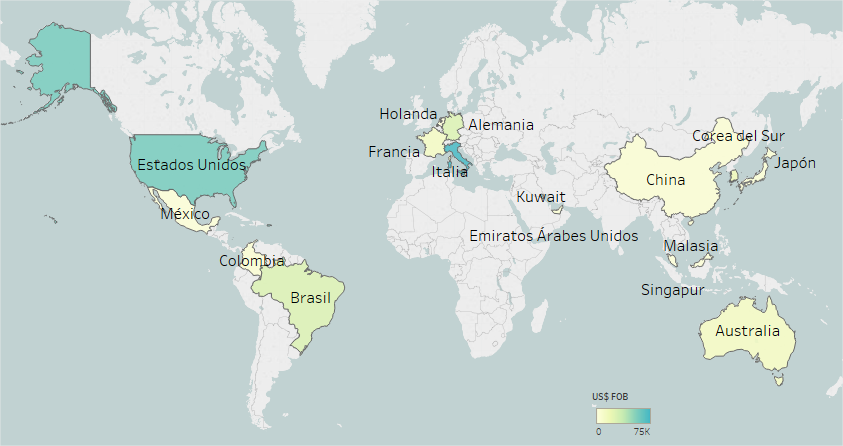 Holanda
Alemania
Corea del Sur
Francia
Japón
Estados Unidos
Italia
China
Kuwait
México
Emiratos Árabes Unidos
Malasia
Colombia
Singapur
Brasil
Australia
US$ FOB
0 75K